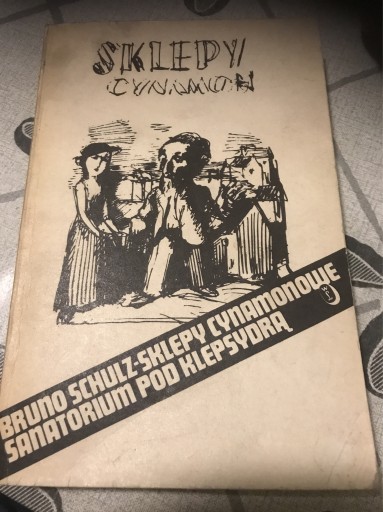 SKLEPY
CYNAMON
BRUNO SCHULZ·SKLEPY CYNAMONOWE
SANATORIUM POD KLEPSYDRĄ